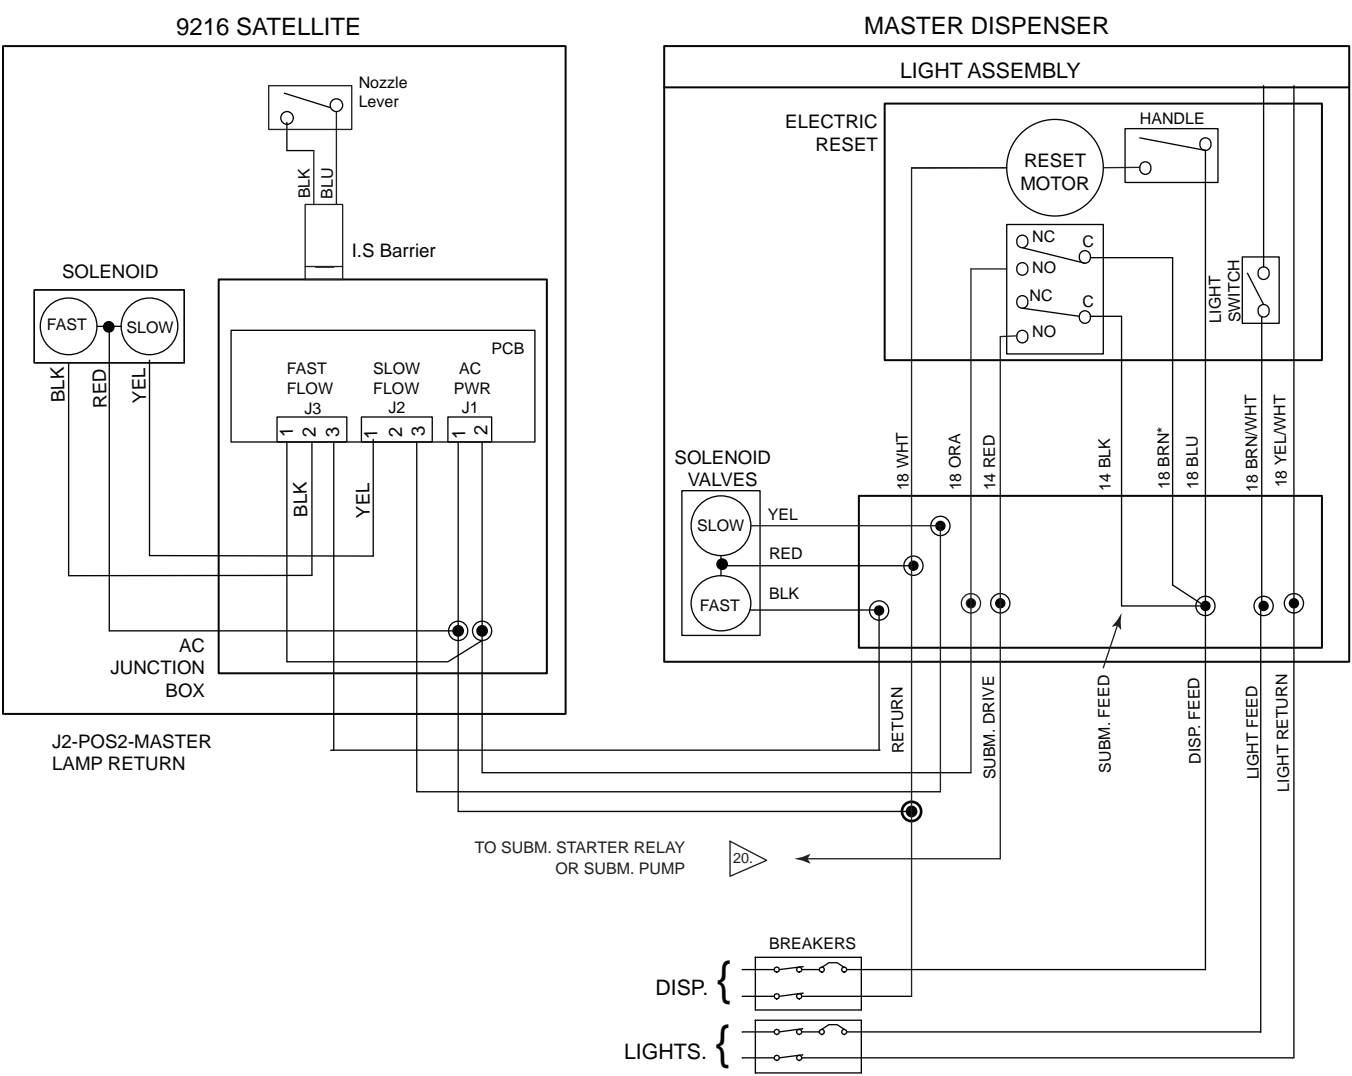 9216 SATELLITE
MASTER DISPENSER
LIGHT ASSEMBLY
Nozzle
Lever
BLK
BLU
I.S Barrier
SOLENOID
FAST
SLOW
BLK
RED
YEL
PCB
FAST
FLOW
J3
SLOW
FLOW
J2
AC
PWR
J1
1 2 3
1 2 3
1 2
BLK
YEL
AC
JUNCTION
BOX
J2-POS2-MASTER
LAMP RETURN
ELECTRIC
RESET
RESET
MOTOR
HANDLE
NC
C
NO
NC
C
NO
LIGHT
SWITCH
18 WHT
18 ORA
14 RED
14 BLK
18 BRN*
18 BLU
18 BRN/WHT
18 YEL/WHT
SOLENOID
VALVES
SLOW
FAST
YEL
RED
BLK
RETURN
SUBM. DRIVE
SUBM. FEED
DISP. FEED
LIGHT FEED
LIGHT RETURN
TO SUBM. STARTER RELAY
OR SUBM. PUMP
20.
BREAKERS
DISP. {
LIGHTS. {